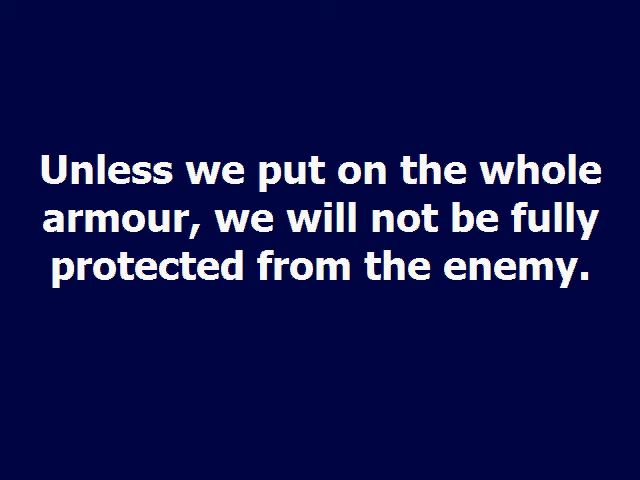 Unless we put on the whole
armour, we will not be fully
protected from the enemy.